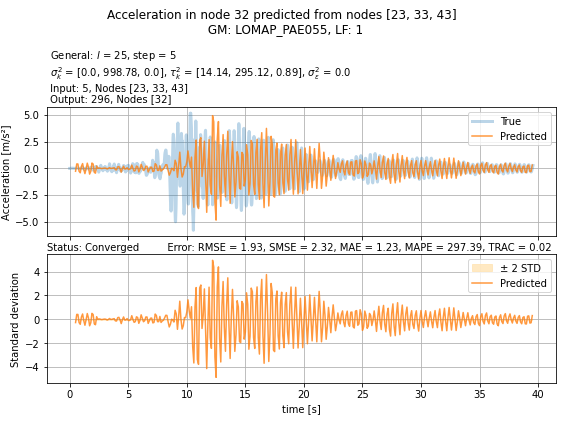 Acceleration in node 32 predicted from nodes [23, 33, 43]
GM: LOMAP_PAE055, LF: 1
General: l = 25, step = 5
σ²ₖ = [0.0, 998.78, 0.0], τ²ₖ = [14.14, 295.12, 0.89], σ²ε = 0.0
Input: 5, Nodes [23, 33, 43]
Output: 296, Nodes [32]
Acceleration [m/s²]
5.0
2.5
0.0
−2.5
−5.0
True
Predicted
Status: Converged Error: RMSE = 1.93, SMSE = 2.32, MAE = 1.23, MAPE = 297.39, TRAC = 0.02
Standard deviation
4
2
0
−2
−4
± 2 STD
Predicted
0 5 10 15 20 25 30 35 40
time [s]